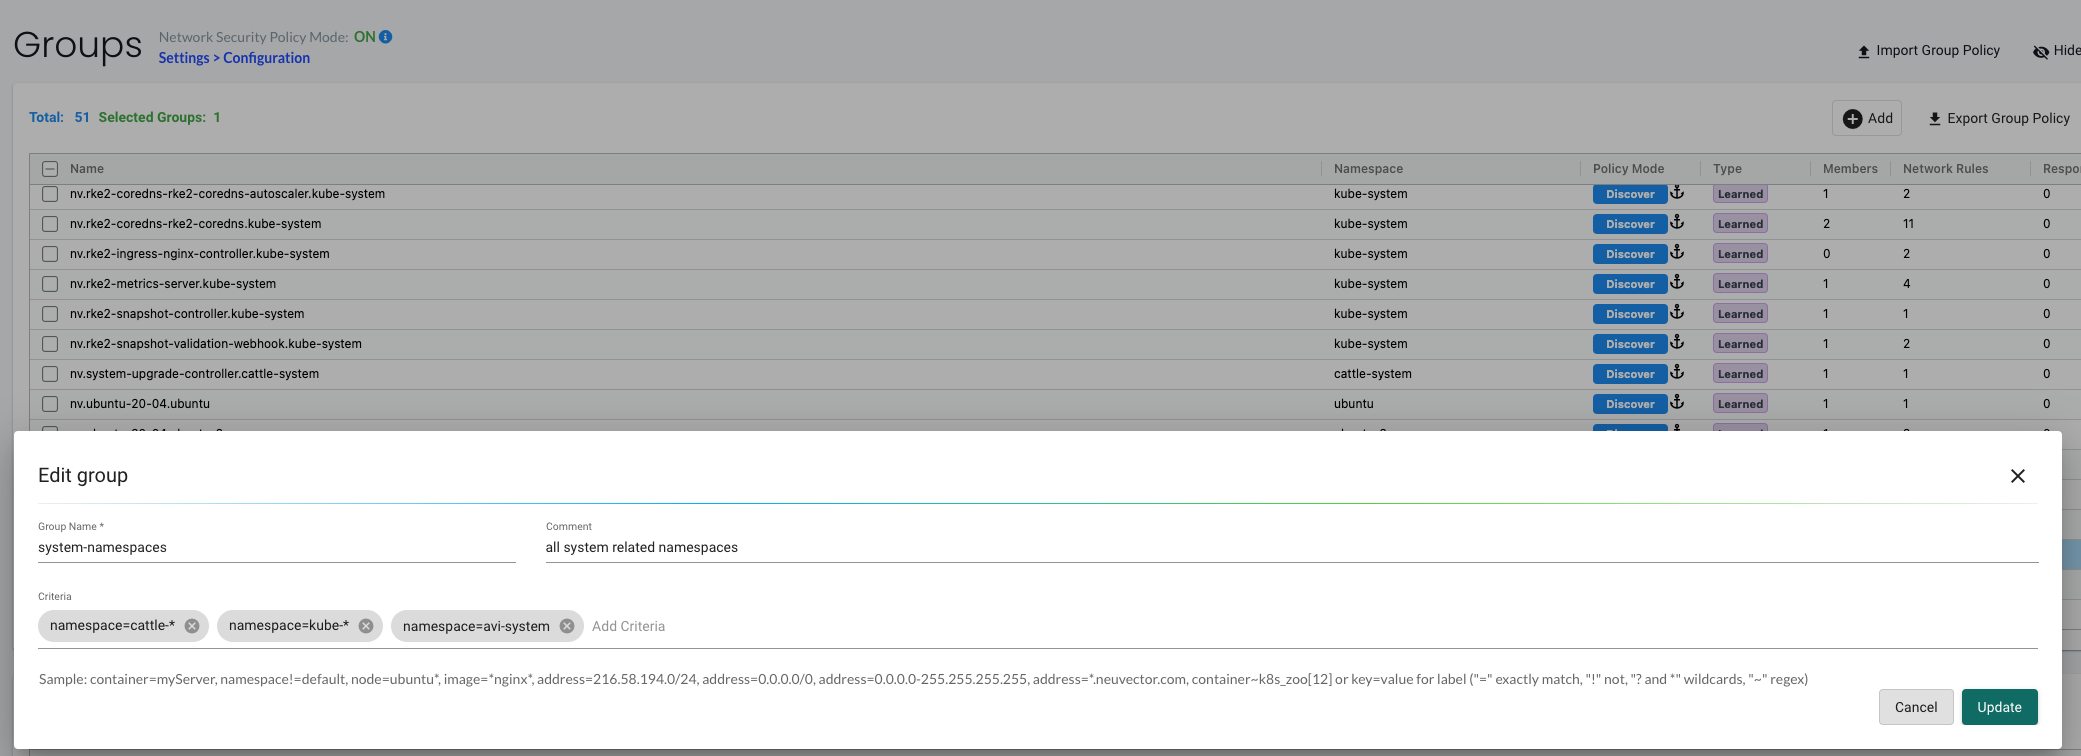 Groups
Network Security Policy Mode: ON
Settings > Configuration
Import Group Policy
Hide
Total: 51 Selected Groups: 1
Add
Export Group Policy
Name Namespace Policy Mode Type Members Network Rules Respo
nv.rke2-coredns-rke2-coredns-autoscaler.kube-system kube-system Discover Learned 1 2 0
nv.rke2-coredns-rke2-coredns.kube-system kube-system Discover Learned 2 11 0
nv.rke2-ingress-nginx-controller.kube-system kube-system Discover Learned 0 2 0
nv.rke2-metrics-server.kube-system kube-system Discover Learned 1 4 0
nv.rke2-snapshot-controller.kube-system kube-system Discover Learned 1 1 0
nv.rke2-snapshot-validation-webhook.kube-system kube-system Discover Learned 1 2 0
nv.system-upgrade-controller.cattle-system cattle-system Discover Learned 1 1 0
nv.ubuntu-20-04.ubuntu ubuntu Discover Learned 1 1 0
Edit group
Group Name *
system-namespaces
Comment
all system related namespaces
Criteria
namespace=cattle-* namespace=kube-* namespace=avi-system Add Criteria
Sample: container=myServer, namespace!=default, node=ubuntu*, image=*nginx*, address=216.58.194.0/24, address=0.0.0.0/0, address=0.0.0.0-255.255.255.255, address=*.neuvector.com, container~k8s_zoo[12] or key=value for label ("=" exactly match, "!" not, "? and *" wildcards, "~" regex)
Cancel Update